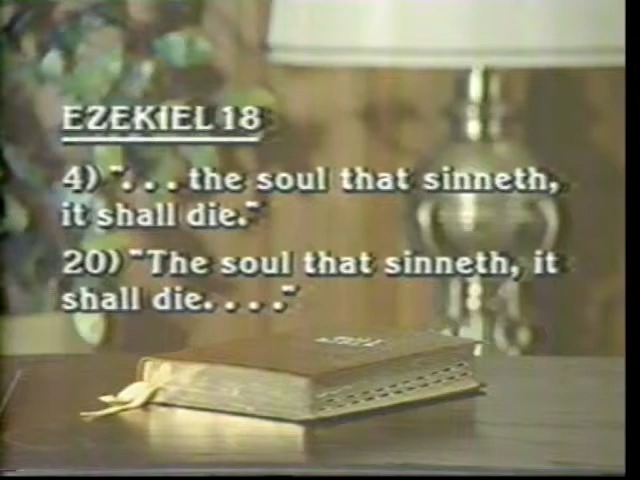 EZEKIEL 18
4) ". . . the soul that sinneth,
it shall die."
20) "The soul that sinneth, it
shall die. . . ."